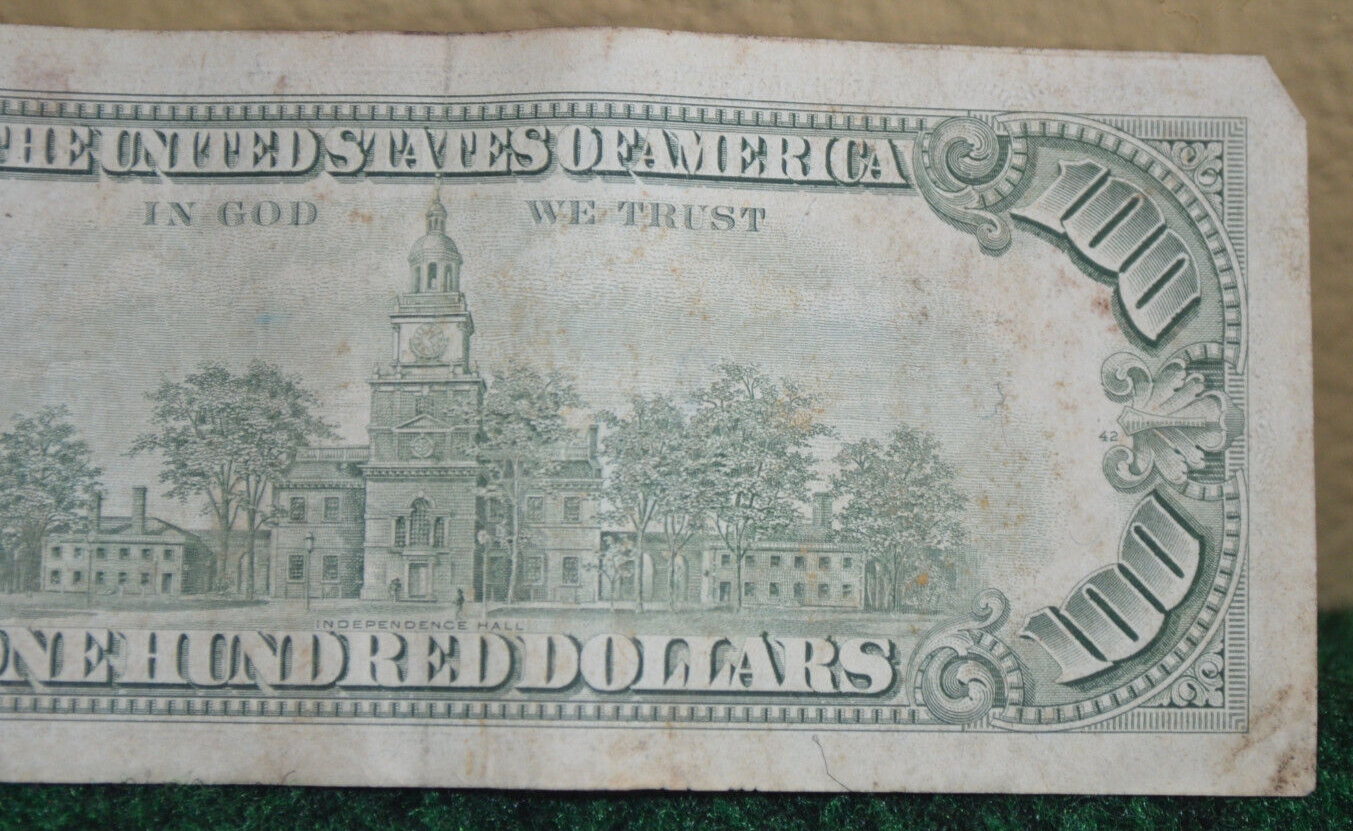 THE UNITED STATES OF AMERICA
100
IN GOD WE TRUST
42
INDEPENDENCE HALL
ONE HUNDRED DOLLARS
100